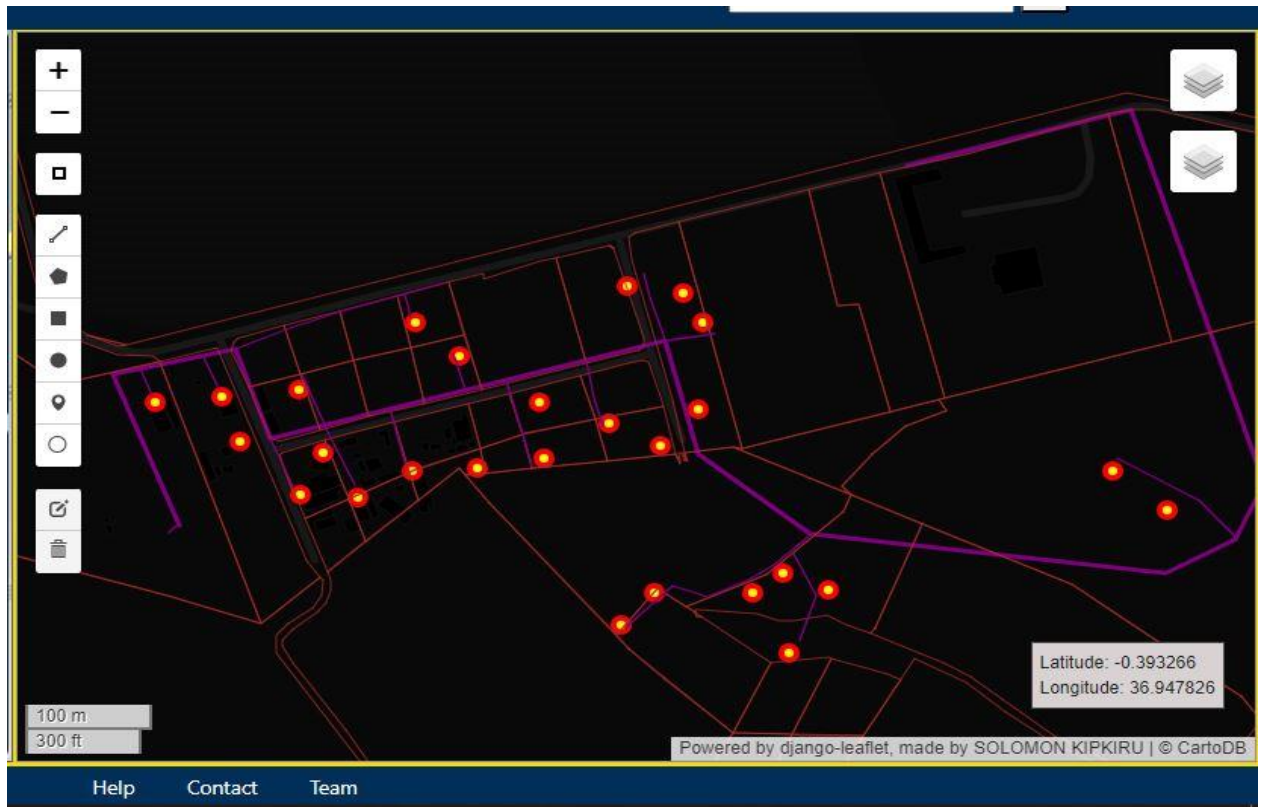 +
−
Latitude: -0.393266
Longitude: 36.947826
100 m
300 ft
Powered by django-leaflet, made by SOLOMON KIPKIRU | © CartoDB
Help Contact Team